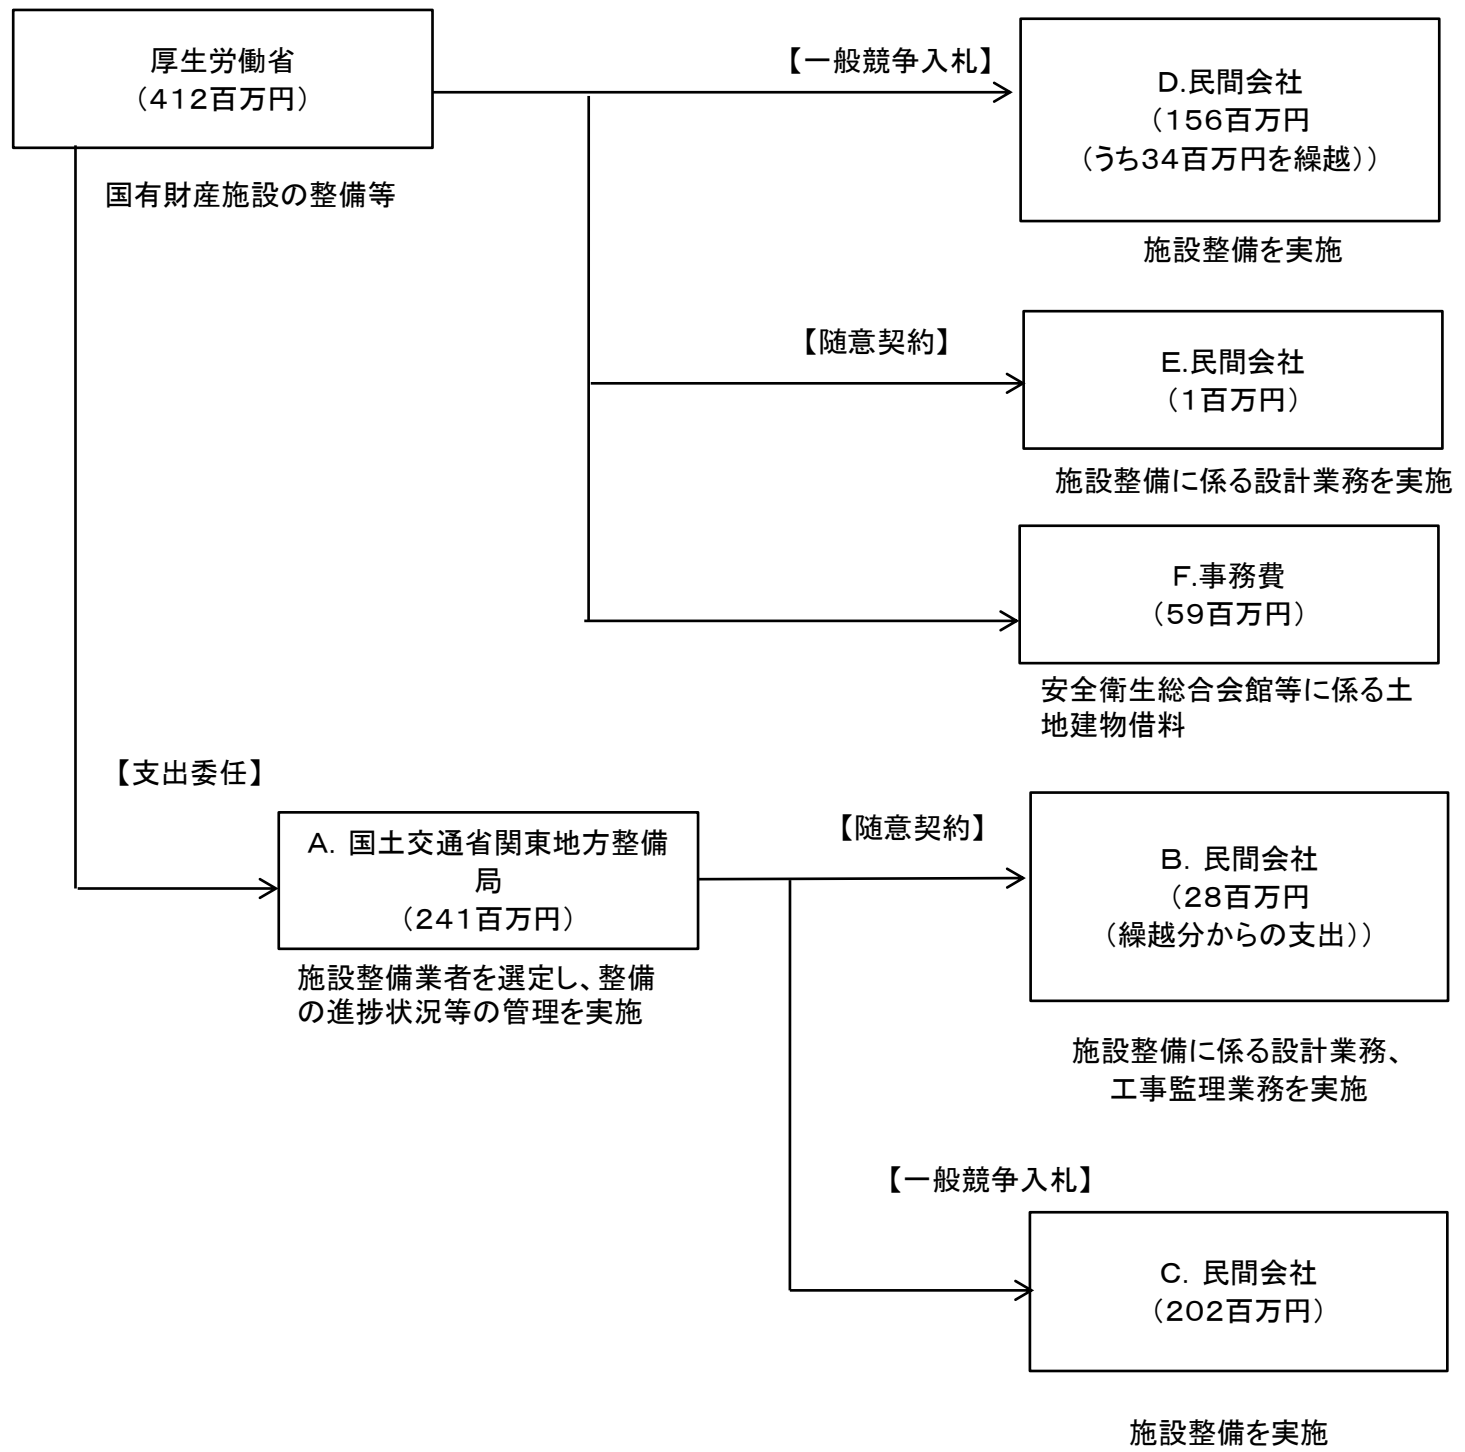 厚生労働省
（４１２百万円）
国有財産施設の整備等
【一般競争入札】
D.民間会社
（１５６百万円
（うち３４百万円を繰越））
施設整備を実施
【随意契約】
E.民間会社
（１百万円）
施設整備に係る設計業務を実施
F.事務費
（５９百万円）
安全衛生総合会館等に係る土
地建物借料
【支出委任】
A. 国土交通省関東地方整備
局
（２４１百万円）
施設整備業者を選定し、整備
の進捗状況等の管理を実施
【随意契約】
B. 民間会社
（２８百万円
（繰越分からの支出））
施設整備に係る設計業務、
工事監理業務を実施
【一般競争入札】
C. 民間会社
（２０２百万円）
施設整備を実施